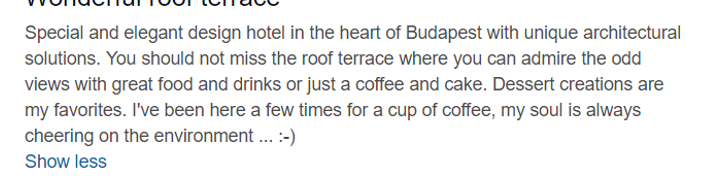 Wonderful roof terrace
Special and elegant design hotel in the heart of Budapest with unique architectural
solutions. You should not miss the roof terrace where you can admire the odd
views with great food and drinks or just a coffee and cake. Dessert creations are
my favorites. I've been here a few times for a cup of coffee, my soul is always
cheering on the environment ... :-)
Show less